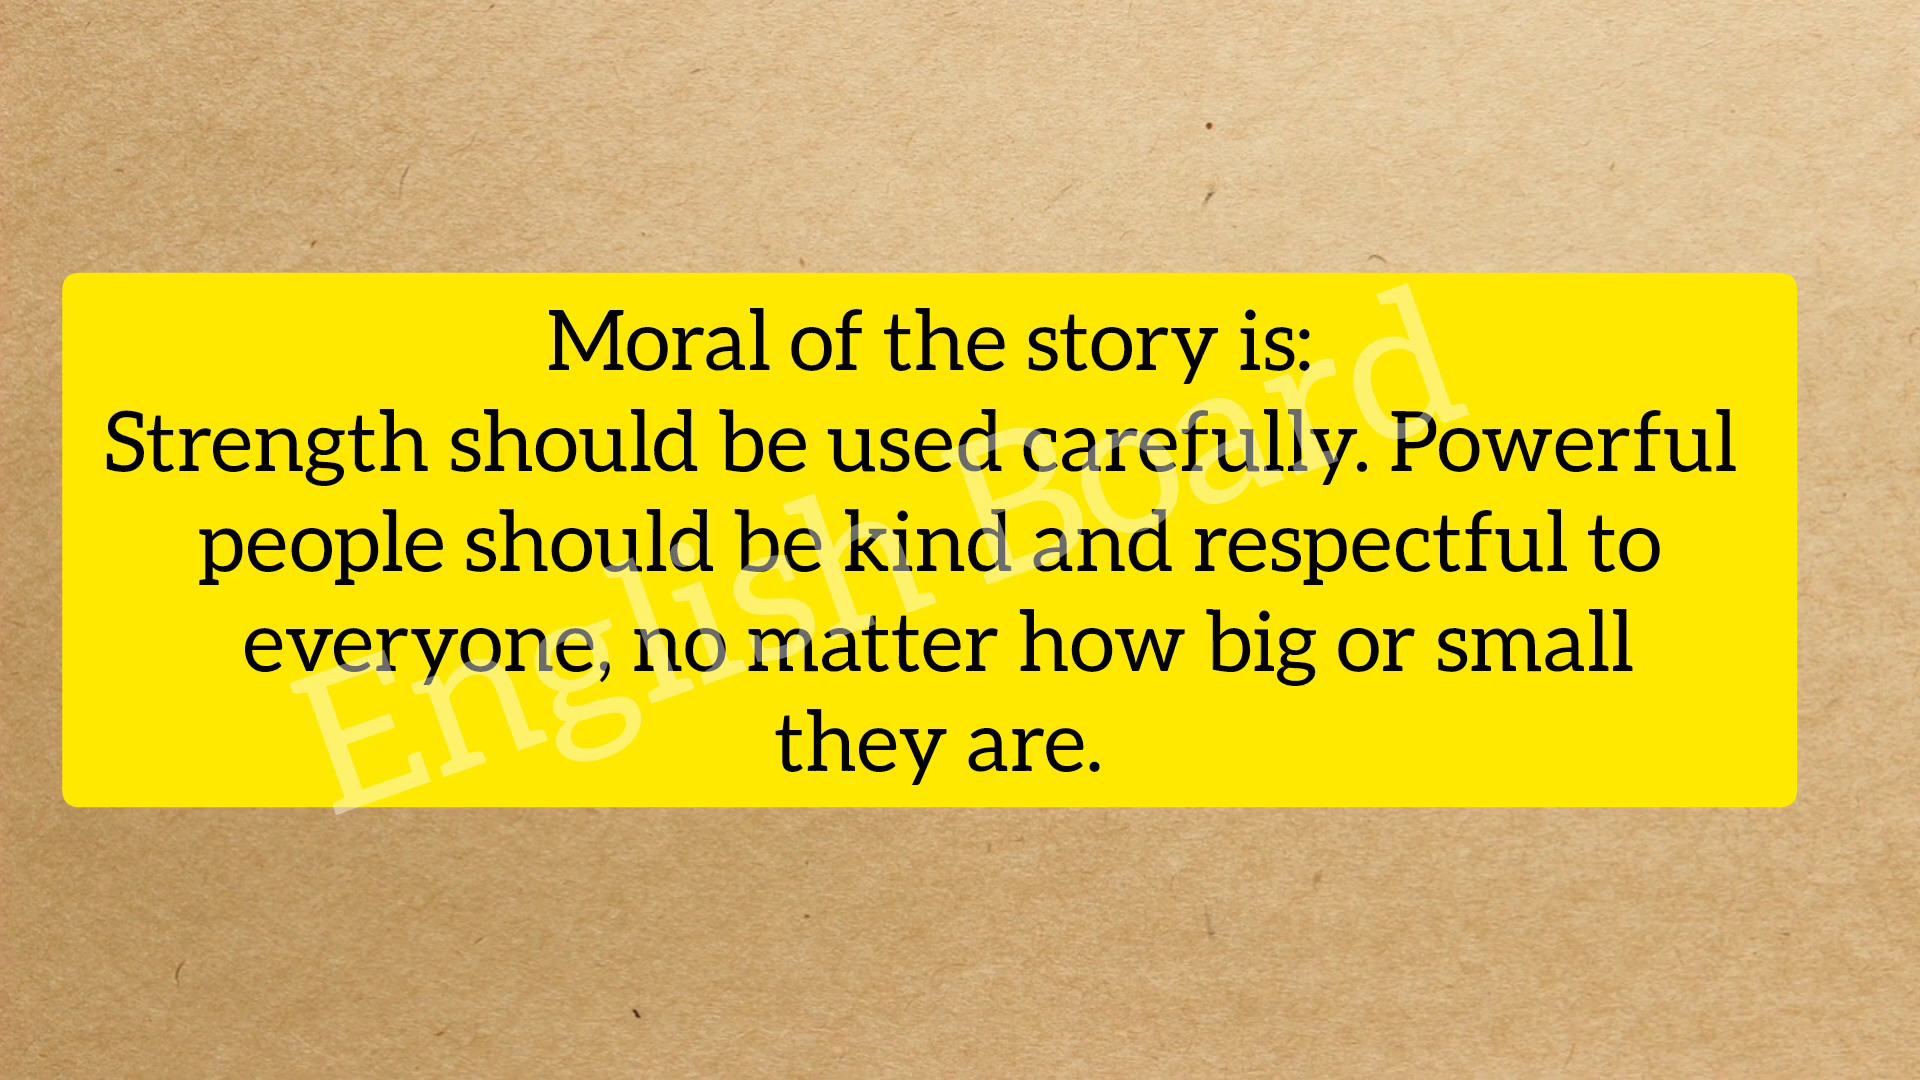 Moral of the story is:
Strength should be used carefully. Powerful
people should be kind and respectful to
everyone, no matter how big or small
they are.
English Board